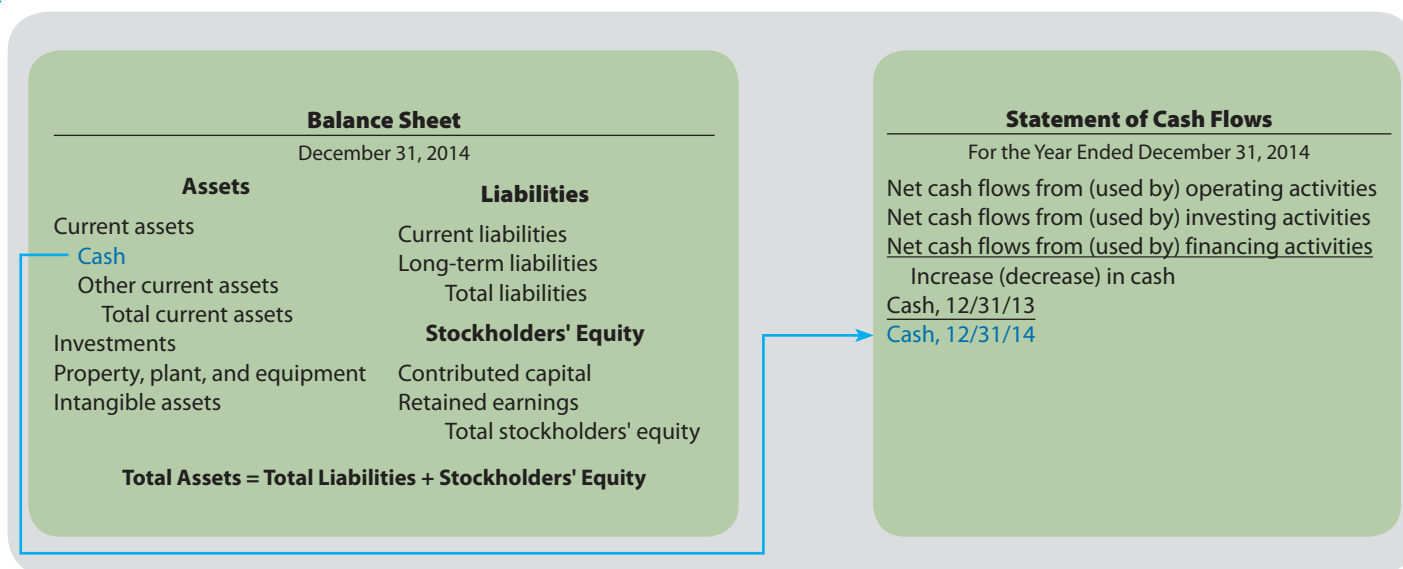 Balance Sheet
December 31, 2014
Assets
Current assets
Cash
Other current assets
Total current assets
Investments
Property, plant, and equipment
Intangible assets
Liabilities
Current liabilities
Long-term liabilities
Total liabilities
Stockholders' Equity
Contributed capital
Retained earnings
Total stockholders' equity
Total Assets = Total Liabilities + Stockholders' Equity
Statement of Cash Flows
For the Year Ended December 31, 2014
Net cash flows from (used by) operating activities
Net cash flows from (used by) investing activities
Net cash flows from (used by) financing activities
Increase (decrease) in cash
Cash, 12/31/13
Cash, 12/31/14